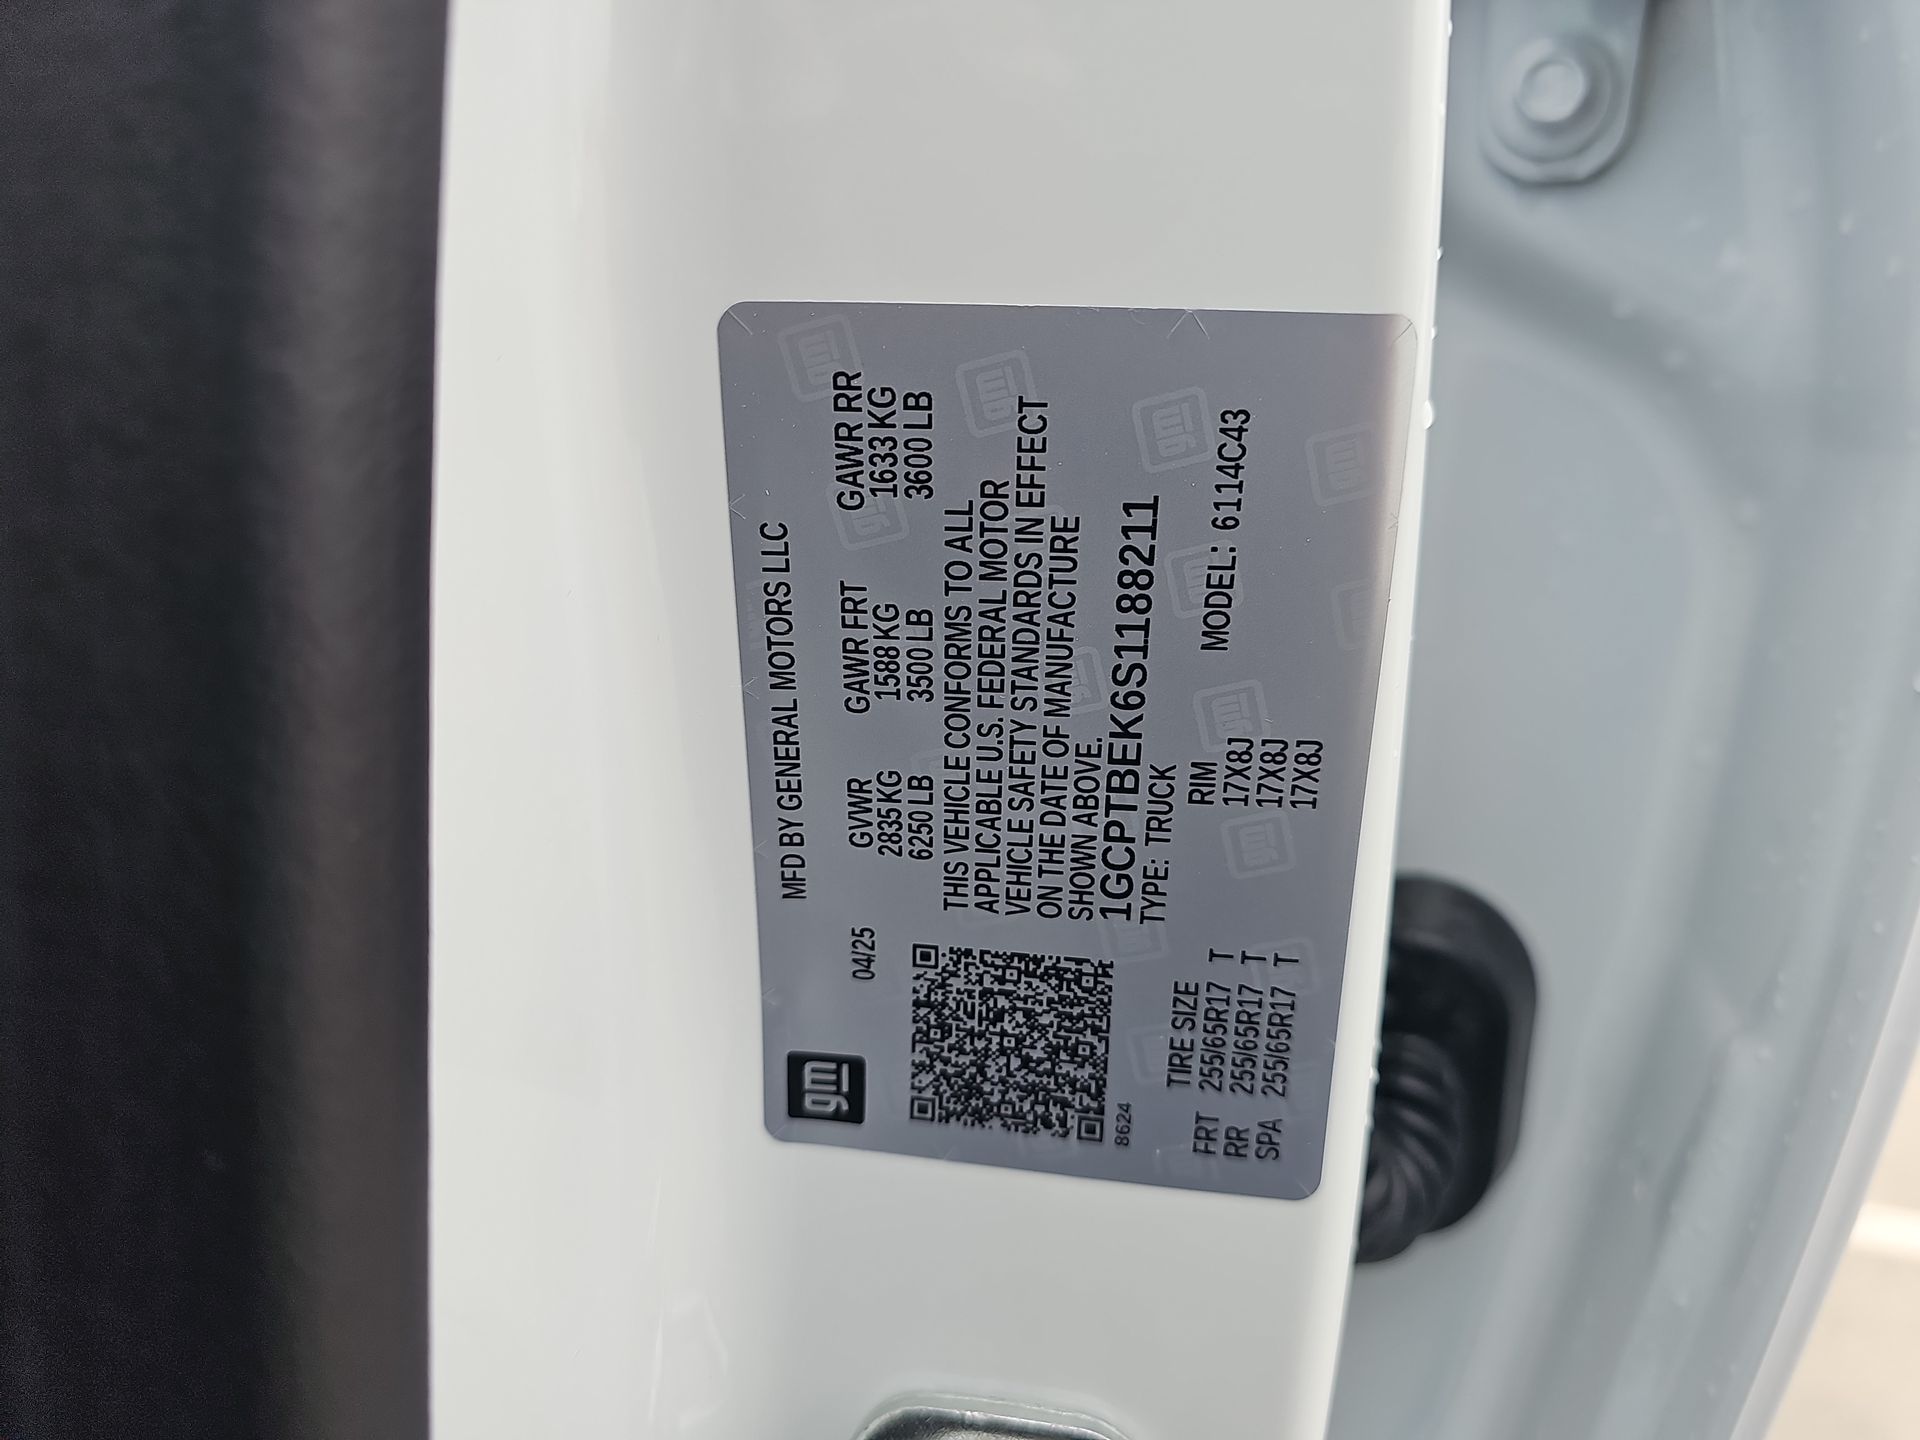 gm
MFD BY GENERAL MOTORS LLC
04/25 GVWR GAWR FRT GAWR RR
2835 KG 1588 KG 1633 KG
6250 LB 3500 LB 3600 LB
THIS VEHICLE CONFORMS TO ALL
APPLICABLE U.S. FEDERAL MOTOR
VEHICLE SAFETY STANDARDS IN EFFECT
ON THE DATE OF MANUFACTURE
SHOWN ABOVE.
1GCPTBEK6S1188211
8624
TYPE: TRUCK MODEL: 6114C43
TIRE SIZE RIM
FRT 255/65R17 T 17X8J
RR 255/65R17 T 17X8J
SPA 255/65R17 T 17X8J